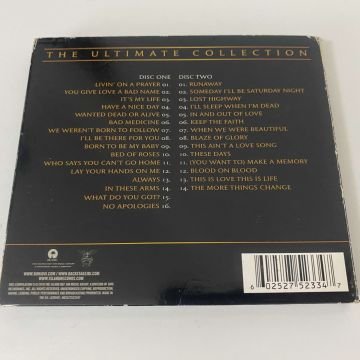 THE ULTIMATE COLLECTION
DISC ONE
LIVIN' ON A PRAYER 01.
YOU GIVE LOVE A BAD NAME 02.
IT'S MY LIFE 03.
HAVE A NICE DAY 04.
WANTED DEAD OR ALIVE 05.
BAD MEDICINE 06.
WE WEREN'T BORN TO FOLLOW 07.
I'LL BE THERE FOR YOU 08.
BORN TO BE MY BABY 09.
BED OF ROSES 10.
WHO SAYS YOU CAN'T GO HOME 11.
LAY YOUR HANDS ON ME 12.
ALWAYS 13.
IN THESE ARMS 14.
WHAT DO YOU GOT? 15.
NO APOLOGIES 16.
DISC TWO
01. RUNAWAY
02. SOMEDAY I'LL BE SATURDAY NIGHT
03. LOST HIGHWAY
04. I'LL SLEEP WHEN I'M DEAD
05. IN AND OUT OF LOVE
06. KEEP THE FAITH
07. WHEN WE WERE BEAUTIFUL
08. BLAZE OF GLORY
09. THIS AIN'T A LOVE SONG
10. THESE DAYS
11. (YOU WANT TO) MAKE A MEMORY
12. BLOOD ON BLOOD
13. THIS IS LOVE THIS IS LIFE
14. THE MORE THINGS CHANGE
6 02527 52334 7